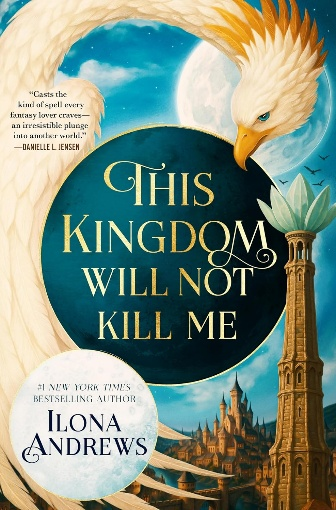 "Casts the
kind of spell every
fantasy lover craves—
an irresistible plunge
into another world."
—DANIELLE L. JENSEN
THIS
KINGDOM
WILL NOT
KILL ME
#1 NEW YORK TIMES
BESTSELLING AUTHOR
ILONA
ANDREWS